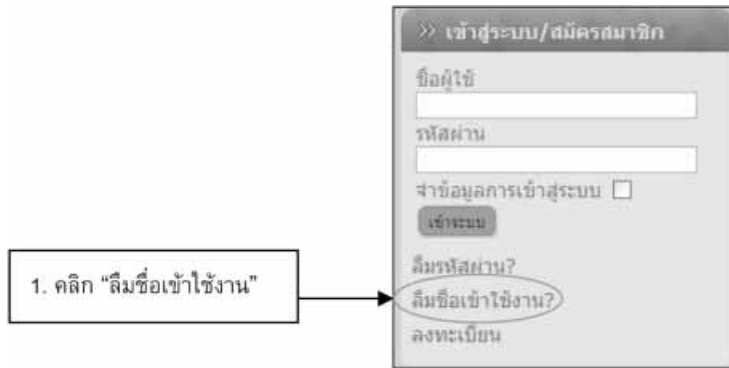 » เข้าสู่ระบบ/สมัครสมาชิก
ชื่อผู้ใช้
รหัสผ่าน
จำข้อมูลการเข้าสู่ระบบ
เข้าระบบ
ลืมรหัสผ่าน?
1. คลิก “ลืมชื่อเข้าใช้งาน”
ลืมชื่อเข้าใช้งาน?
ลงทะเบียน